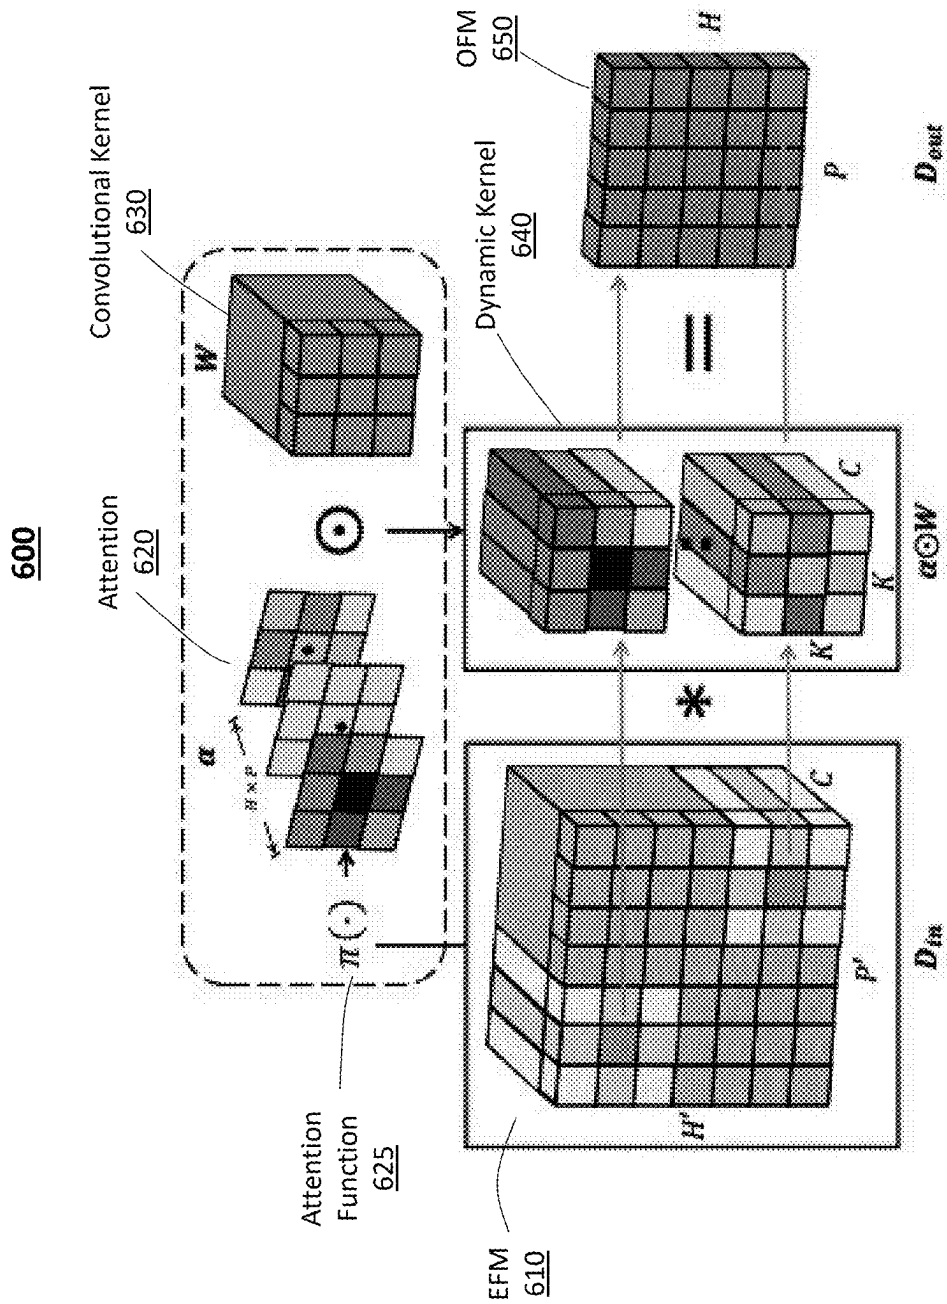 600
Attention
620
Convolutional Kernel
630
α
H × P
W
π(·)
⊙
Attention
Function
625
EFM
610
H'
P'
C
D_in
*
Dynamic Kernel
640
K
K
C
α⊙W
=
OFM
650
H
P
D_out